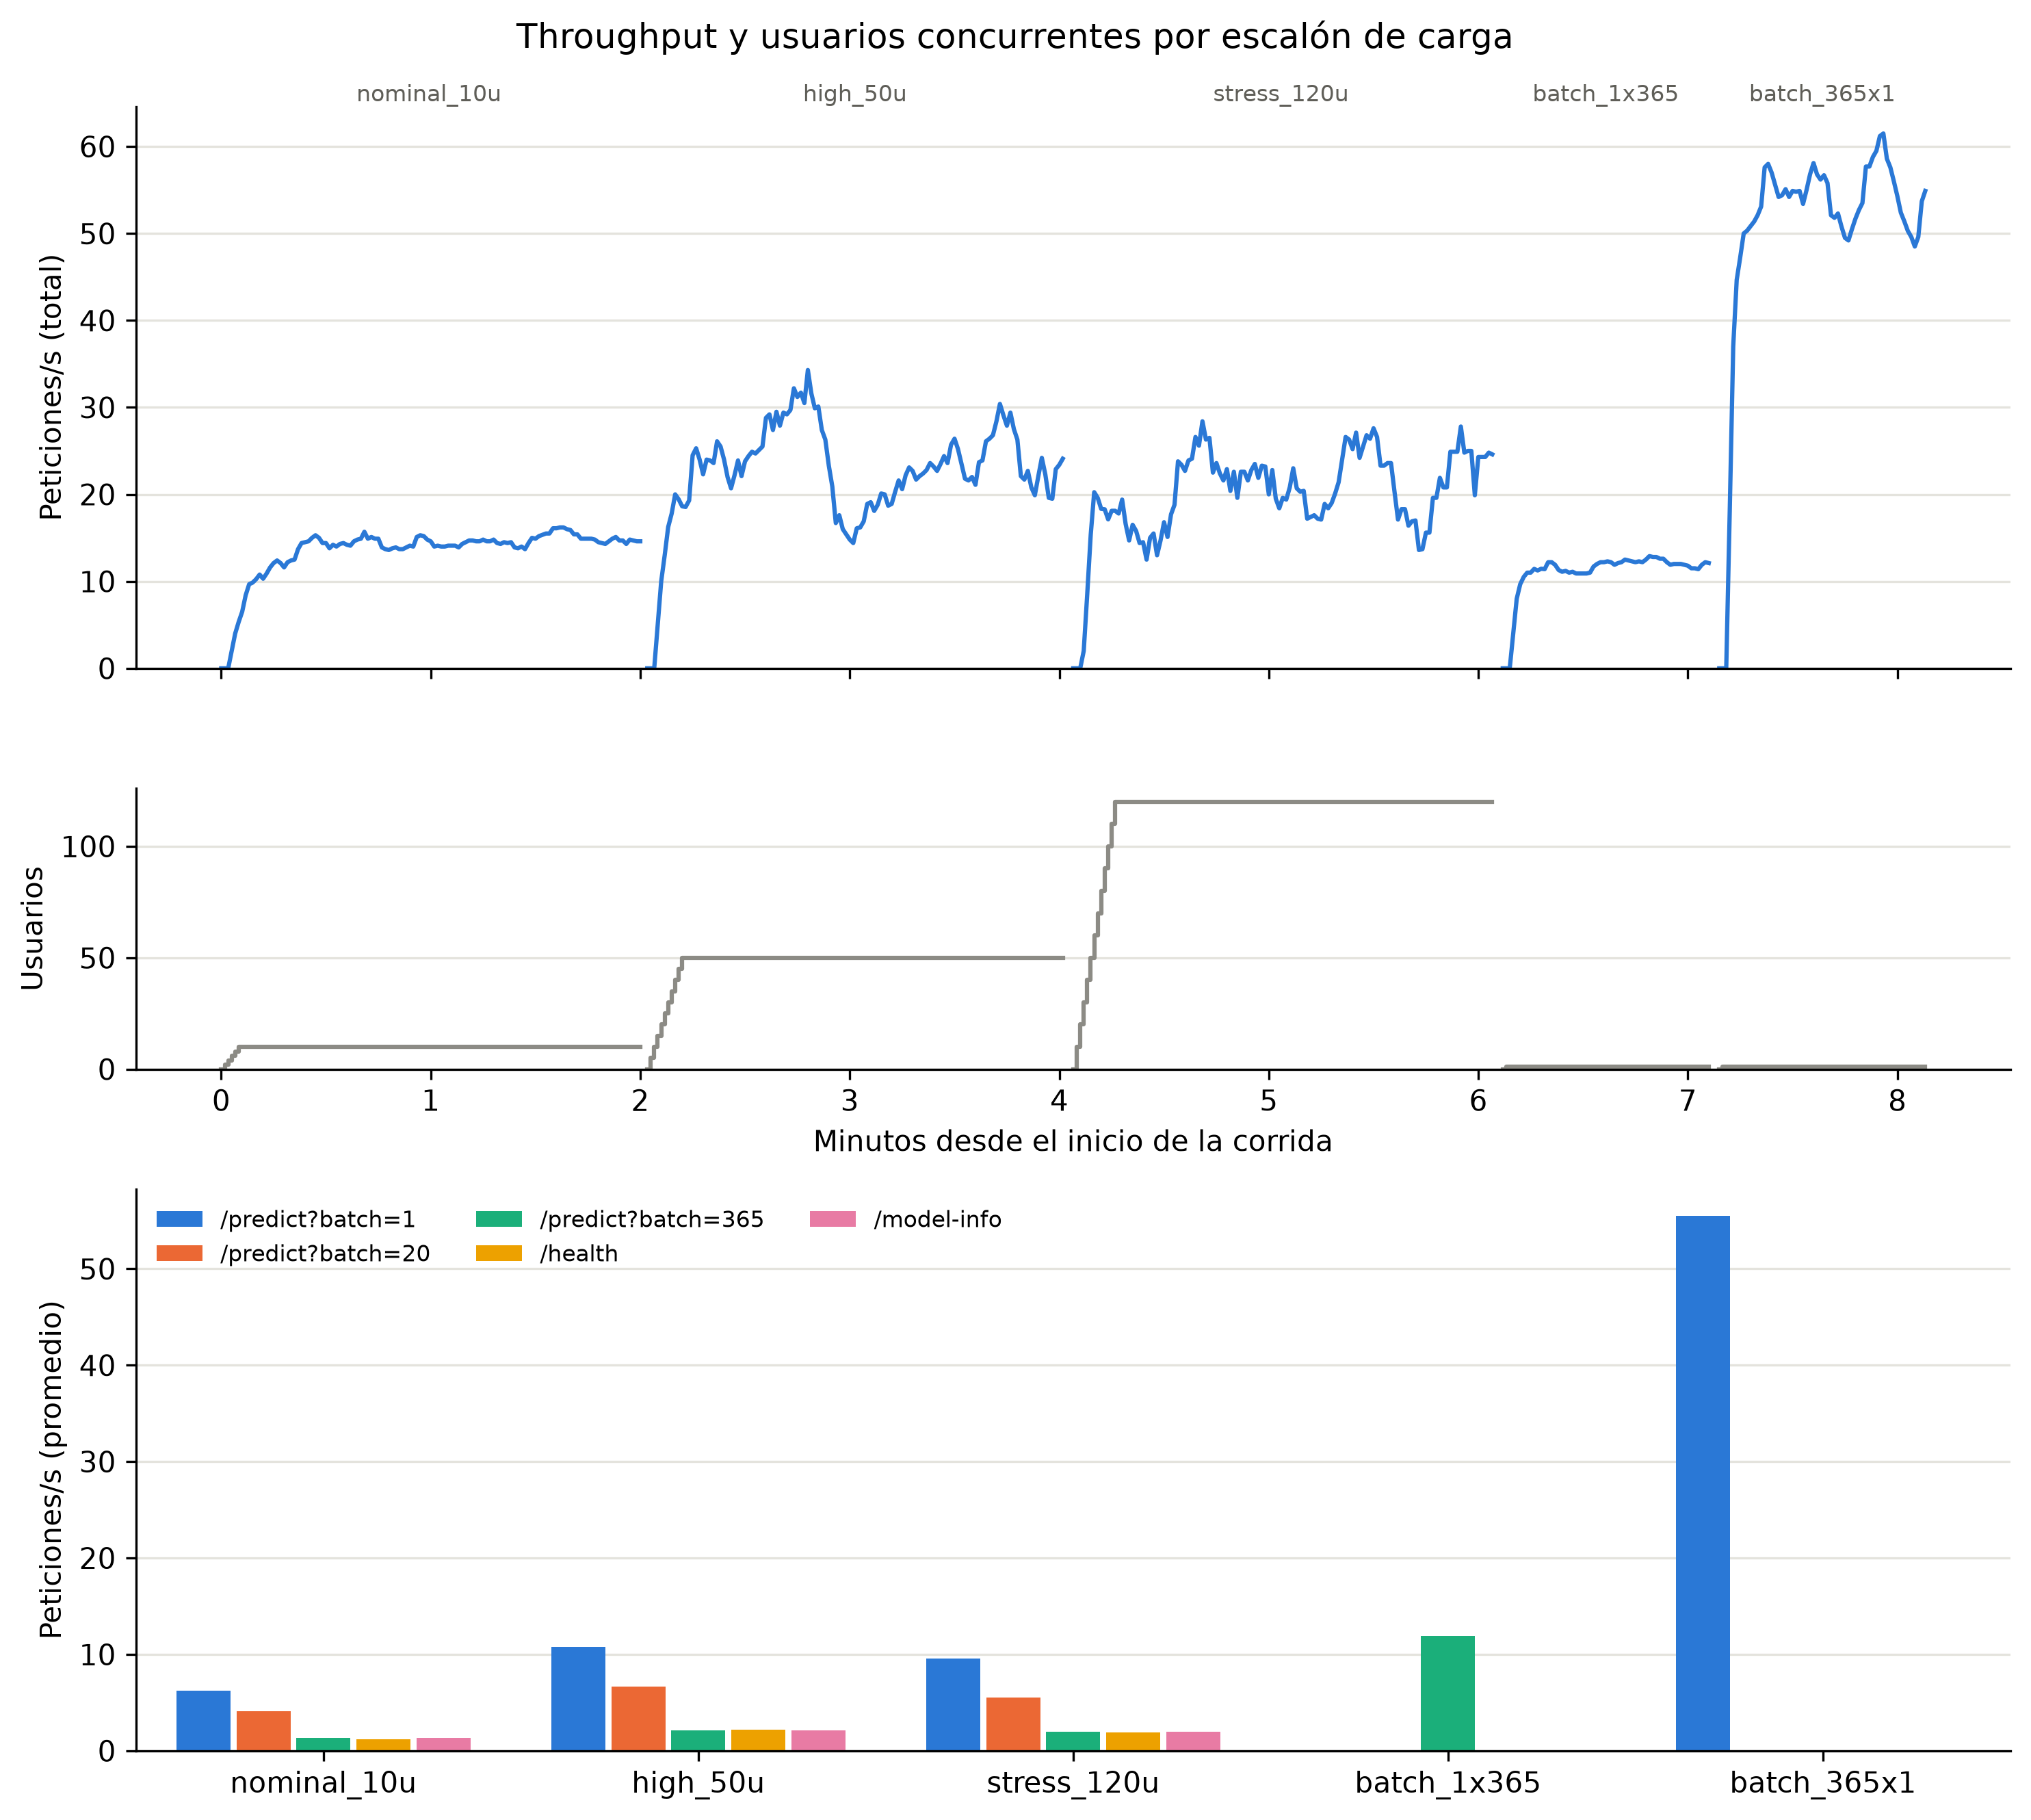 Throughput y usuarios concurrentes por escalón de carga
nominal_10u high_50u stress_120u batch_1x365 batch_365x1
Peticiones/s (total)
60
50
40
30
20
10
0
Usuarios
100
50
0
0 1 2 3 4 5 6 7 8
Minutos desde el inicio de la corrida
/predict?batch=1 /predict?batch=365 /model-info
/predict?batch=20 /health
Peticiones/s (promedio)
50
40
30
20
10
0
nominal_10u high_50u stress_120u batch_1x365 batch_365x1